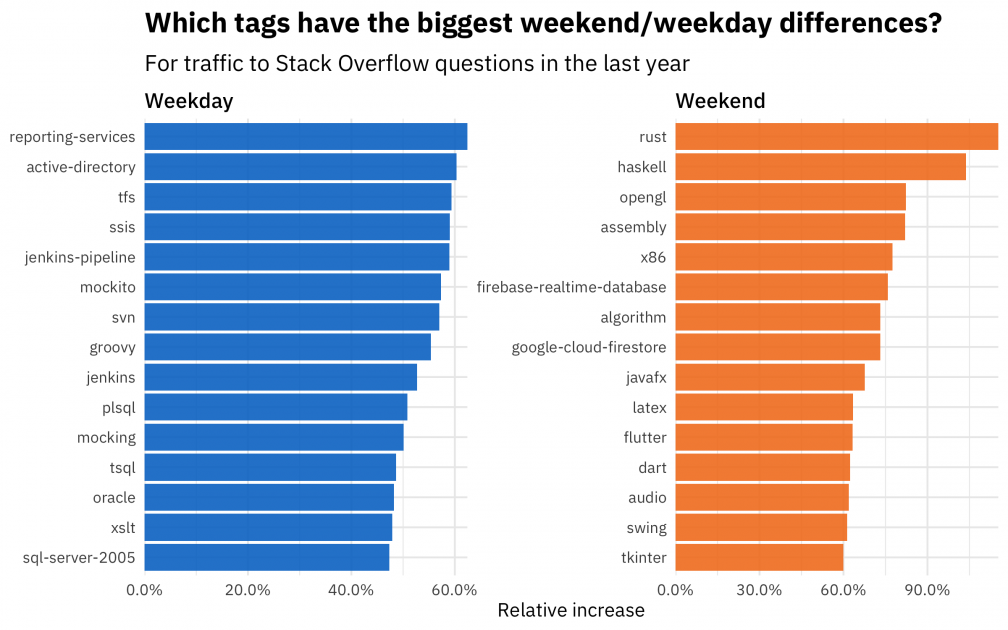 Which tags have the biggest weekend/weekday differences?
For traffic to Stack Overflow questions in the last year
Weekday
reporting-services
active-directory
tfs
ssis
jenkins-pipeline
mockito
svn
groovy
jenkins
plsql
mocking
tsql
oracle
xslt
sql-server-2005
0.0% 20.0% 40.0% 60.0%
Weekend
rust
haskell
opengl
assembly
x86
firebase-realtime-database
algorithm
google-cloud-firestore
javafx
latex
flutter
dart
audio
swing
tkinter
0.0% 30.0% 60.0% 90.0%
Relative increase